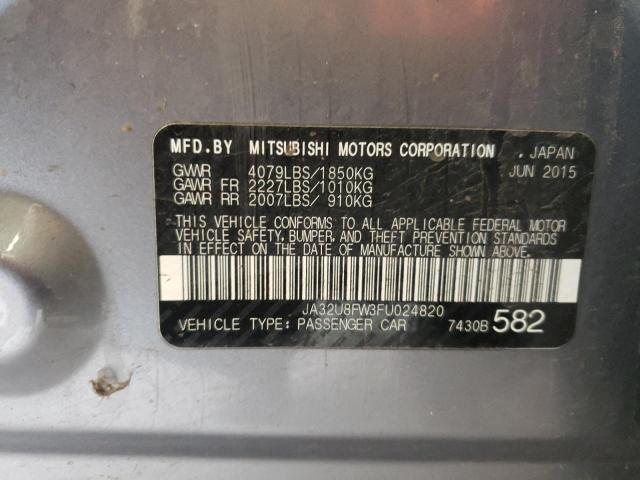 MFD.BY MITSUBISHI MOTORS CORPORATION , JAPAN
GVWR 4079LBS/1850KG JUN 2015
GAWR FR 2227LBS/1010KG
GAWR RR 2007LBS/ 910KG
THIS VEHICLE CONFORMS TO ALL APPLICABLE FEDERAL MOTOR
VEHICLE SAFETY, BUMPER, AND THEFT PREVENTION STANDARDS
IN EFFECT ON THE DATE OF MANUFACTURE SHOWN ABOVE.
JA32U8FW3FU024820
VEHICLE TYPE: PASSENGER CAR 7430B 582